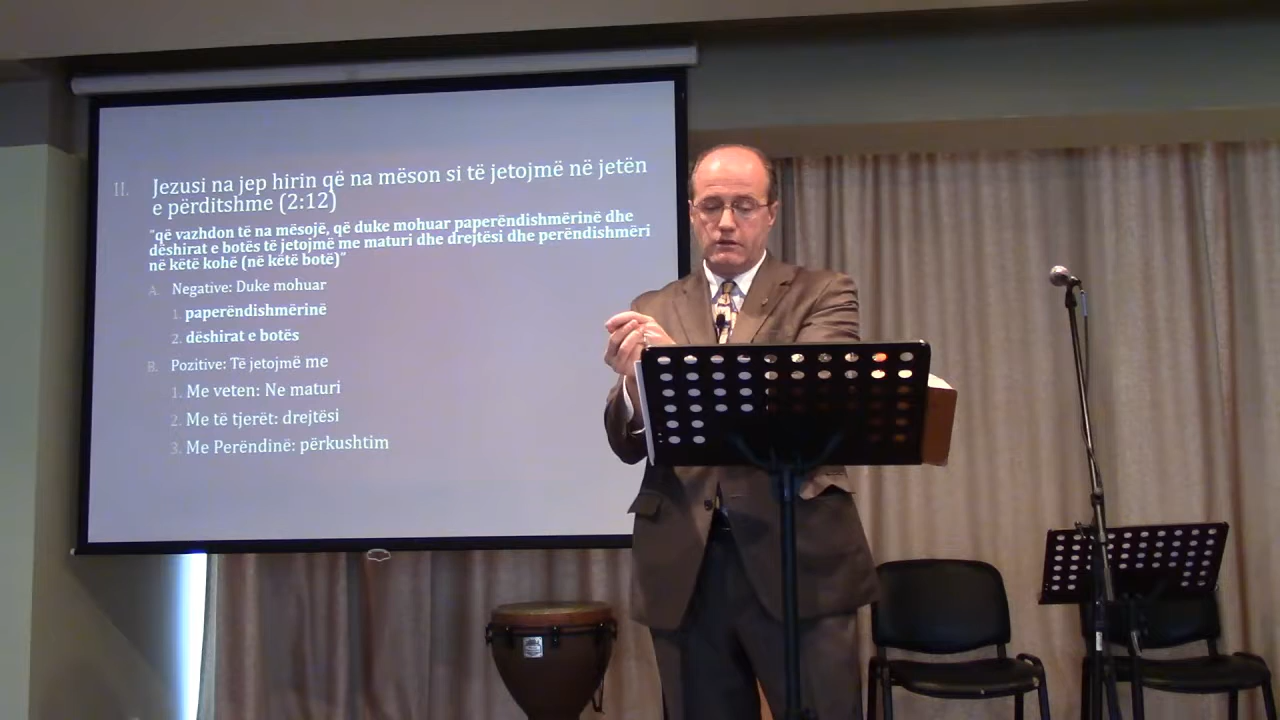 II. Jezusi na jep hirin që na mëson si të jetojmë në jetën
e përditshme (2:12)
"që vazhdon të na mësojë, që duke mohuar paperëndishmërinë dhe
dëshirat e botës të jetojmë me maturi dhe drejtësi dhe perëndishmëri
në këtë kohë (në këtë botë)"
A. Negative: Duke mohuar
1. paperëndishmërinë
2. dëshirat e botës
B. Pozitive: Të jetojmë me
1. Me veten: Ne maturi
2. Me të tjerët: drejtësi
3. Me Perëndinë: përkushtim